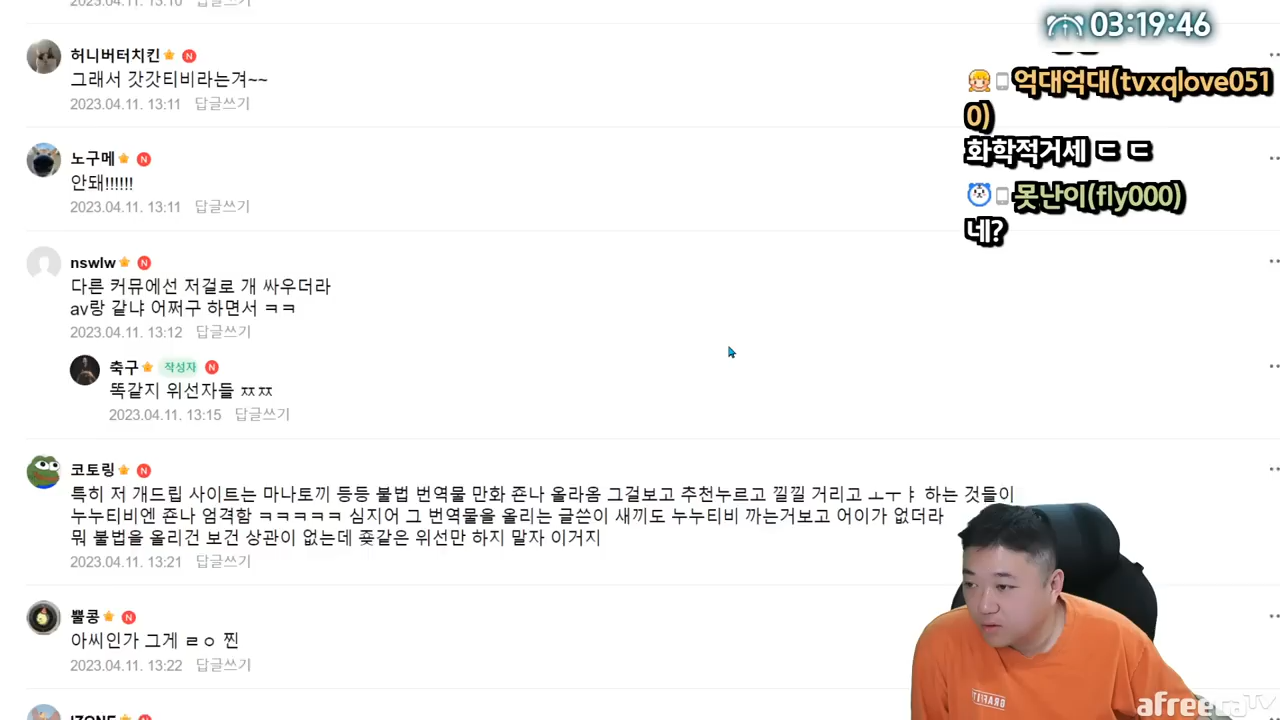 2023.04.11. 13:10 답글쓰기
03:19:46
허니버터치킨 N
그래서 갓갓티비라는겨~~
2023.04.11. 13:11 답글쓰기
억대억대(tvxqlove051
0)
화학적거세 ㄷ ㄷ
못난이(fly000)
네?
노구메 N
안돼!!!!!!
2023.04.11. 13:11 답글쓰기
nswlw N
다른 커뮤에선 저걸로 개 싸우더라
av랑 같냐 어쩌구 하면서 ㅋㅋ
2023.04.11. 13:12 답글쓰기
축구 작성자 N
똑같지 위선자들 ㅉㅉ
2023.04.11. 13:15 답글쓰기
코토링 N
특히 저 개드립 사이트는 마나토끼 등등 불법 번역물 만화 죤나 올라옴 그걸보고 추천누르고 낄낄 거리고 ㅗㅜㅑ 하는 것들이
누누티비엔 죤나 엄격함 ㅋㅋㅋㅋㅋ 심지어 그 번역물을 올리는 글쓴이 새끼도 누누티비 까는거보고 어이가 없더라
뭐 불법을 올리건 보건 상관이 없는데 좆같은 위선만 하지 말자 이거지
2023.04.11. 13:21 답글쓰기
뿔콩 N
아씨인가 그게 ㄹㅇ 찐
2023.04.11. 13:22 답글쓰기
IZONE N
GRAFIT
afreecaTV